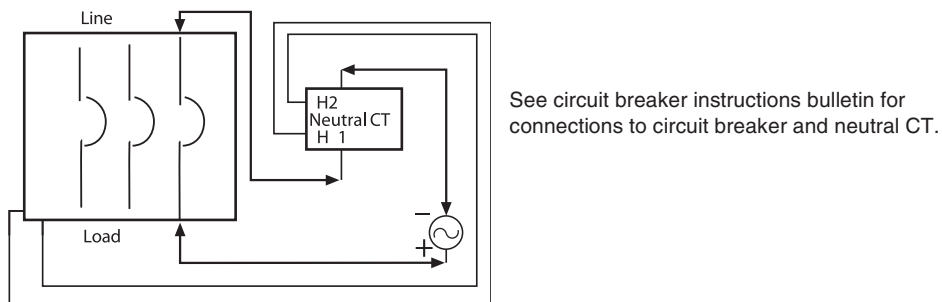 Line
H2
Neutral CT
H 1
Load
−
+
See circuit breaker instructions bulletin for
connections to circuit breaker and neutral CT.